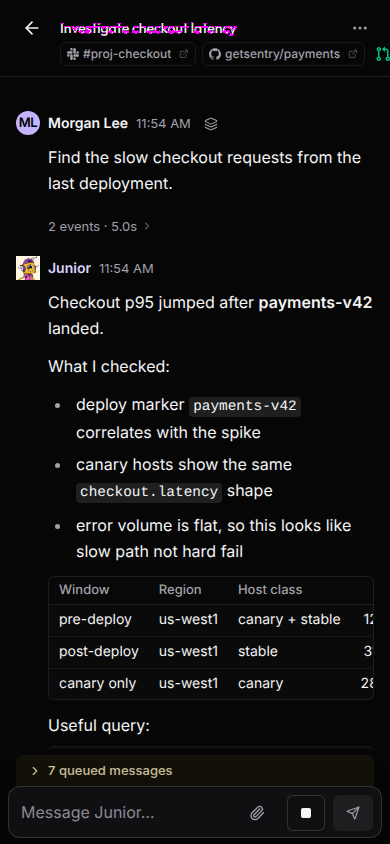 Investigate checkout latency
#proj-checkout getsentry/payments
ML Morgan Lee 11:54 AM
Find the slow checkout requests from the
last deployment.
2 events · 5.0s
Junior 11:54 AM
Checkout p95 jumped after payments-v42
landed.
What I checked:
deploy marker payments-v42
correlates with the spike
canary hosts show the same
checkout.latency shape
error volume is flat, so this looks like
slow path not hard fail
Window Region Host class
pre-deploy us-west1 canary + stable
post-deploy us-west1 stable
canary only us-west1 canary
Useful query:
7 queued messages
Message Junior...